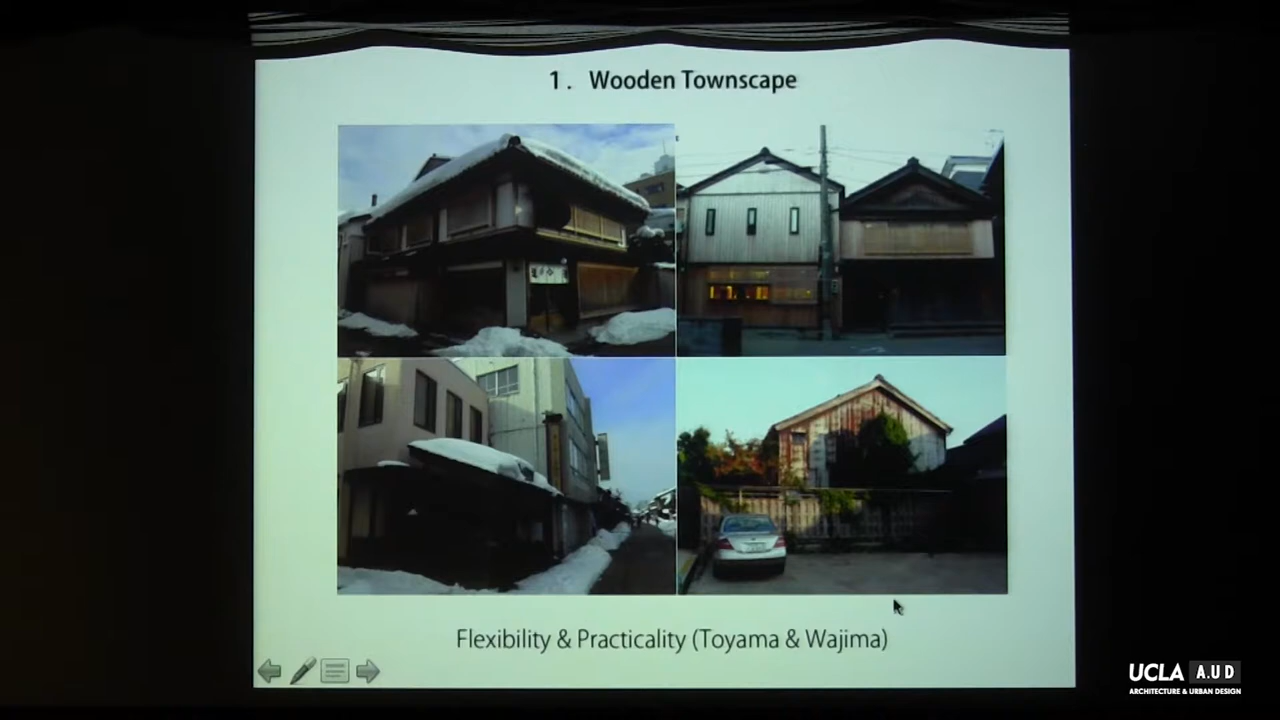 1. Wooden Townscape
Flexibility & Practicality (Toyama & Wajima)
UCLA A.UD
ARCHITECTURE & URBAN DESIGN